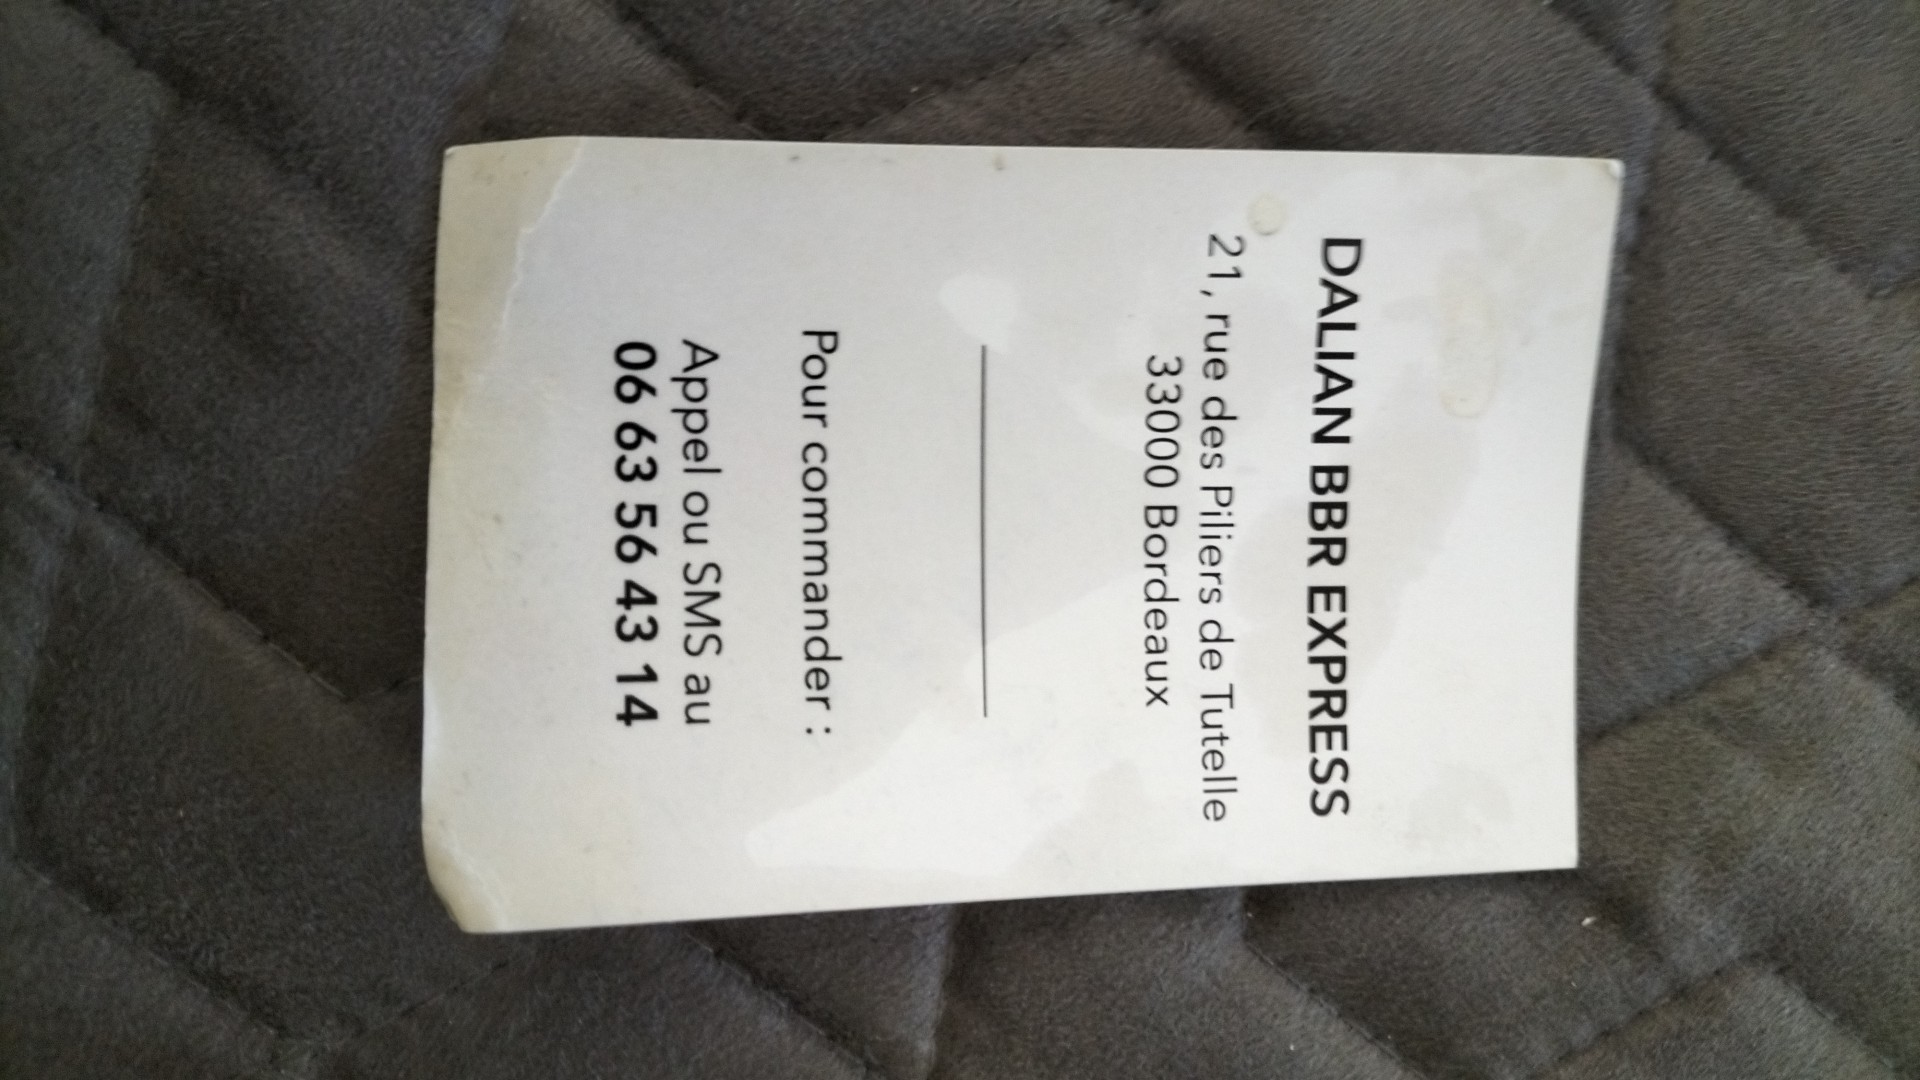 DALIAN BBR EXPRESS
21, rue des Piliers de Tutelle
33000 Bordeaux
Pour commander :
Appel ou SMS au
06 63 56 43 14